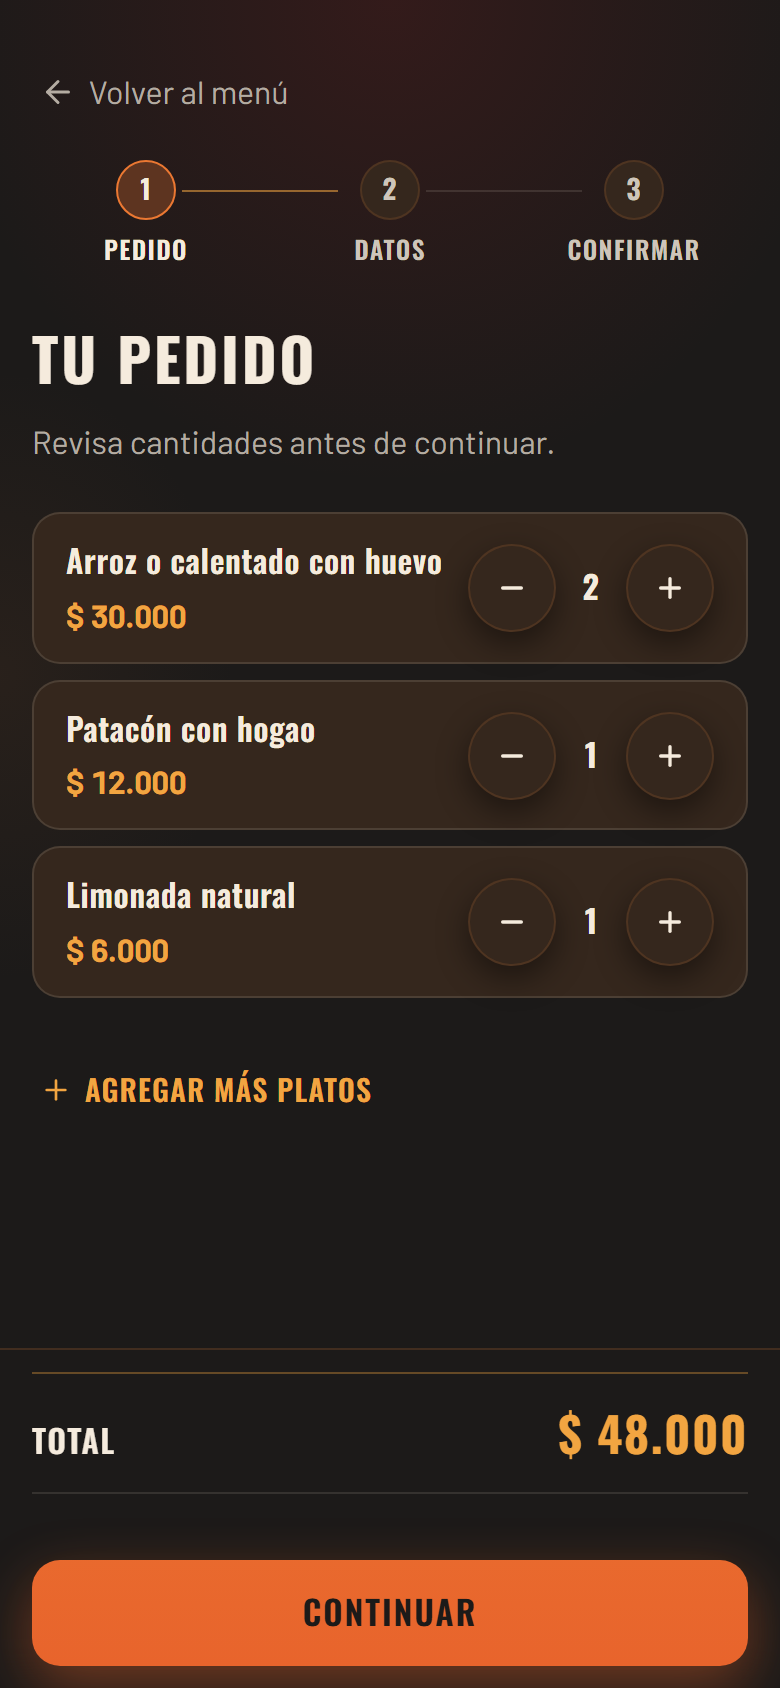 Volver al menú
1 2 3
PEDIDO DATOS CONFIRMAR
TU PEDIDO
Revisa cantidades antes de continuar.
Arroz o calentado con huevo
$ 30.000
− 2 +
Patacón con hogao
$ 12.000
− 1 +
Limonada natural
$ 6.000
− 1 +
+ AGREGAR MÁS PLATOS
TOTAL $ 48.000
CONTINUAR